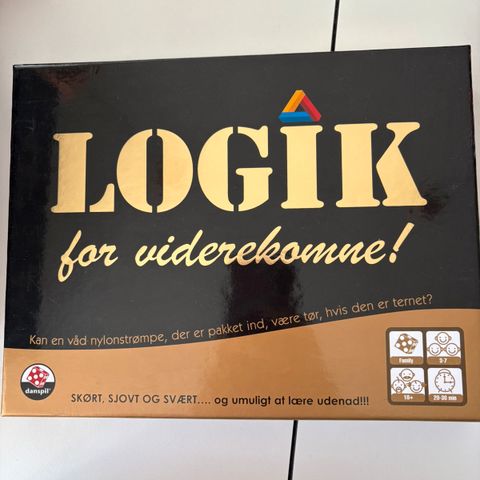 LOGIK
for viderekomne!
Kan en våd nylonstrømpe, der er pakket ind, være tør, hvis den er ternet?
Family
3-7
18+
20-30 min
danspil®
SKØRT, SJOVT OG SVÆRT.... og umuligt at lære udenad!!!